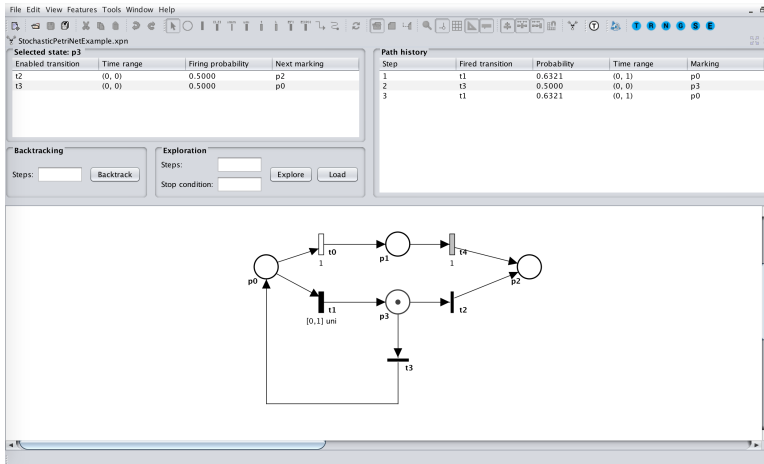 File Edit View Features Tools Window Help
T T R N G S E
StochasticPetriNetExample.xpn
Selected state: p3
Enabled transition Time range Firing probability Next marking
t2 (0, 0) 0.5000 p2
t3 (0, 0) 0.5000 p0
Path history
Step Fired transition Probability Time range Marking
1 t1 0.6321 (0, 1) p0
2 t3 0.5000 (0, 0) p3
3 t1 0.6321 (0, 1) p0
Backtracking
Steps: Backtrack
Exploration
Steps:
Stop condition:
Explore Load
t0
1
p1
t4
1
p0
p2
t1
[0,1] uni
p3
t2
t3